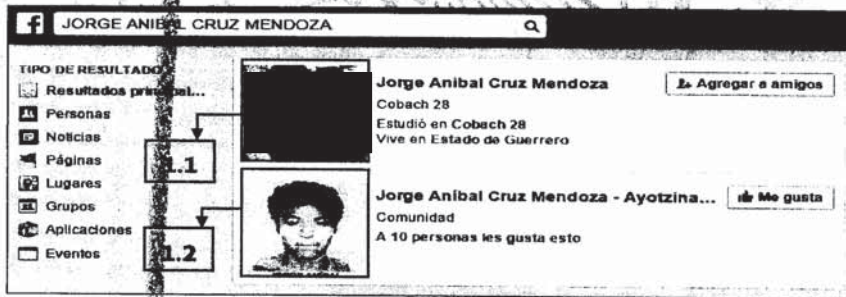 f JORGE ANIBAL CRUZ MENDOZA
TIPO DE RESULTADO
Resultados principal...
Personas
Noticias
Páginas
Lugares
Grupos
Aplicaciones
Eventos
1.1
Jorge Anibal Cruz Mendoza
Agregar a amigos
Cobach 28
Estudió en Cobach 28
Vive en Estado de Guerrero
1.2
Jorge Aníbal Cruz Mendoza - Ayotzina...
Me gusta
Comunidad
A 10 personas les gusta esto